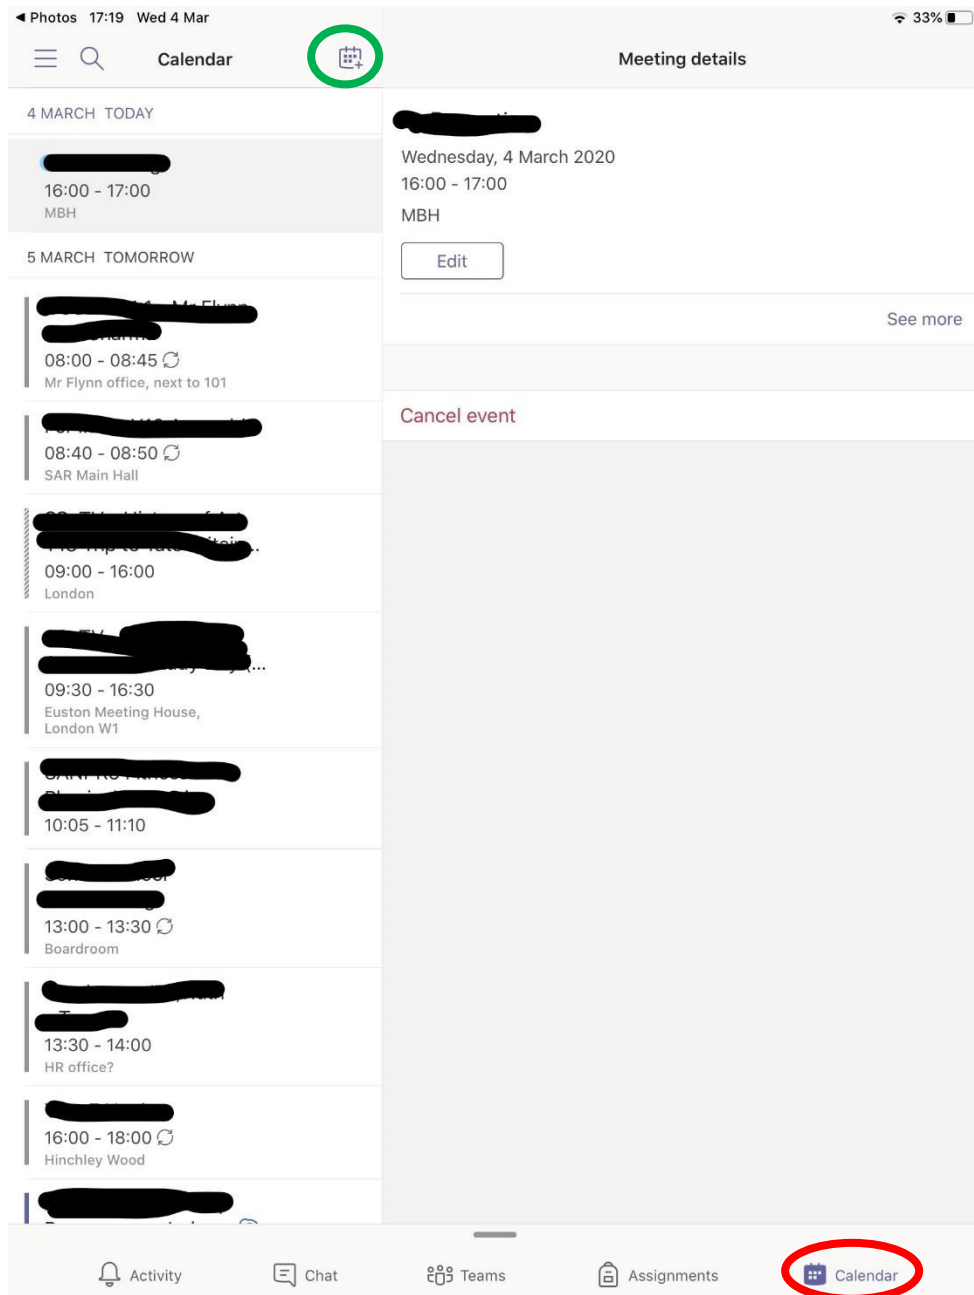 Photos 17:19 Wed 4 Mar 33%
Calendar
Meeting details
4 MARCH TODAY
16:00 - 17:00
MBH
Wednesday, 4 March 2020
16:00 - 17:00
MBH
Edit
See more
Cancel event
5 MARCH TOMORROW
08:00 - 08:45
Mr Flynn office, next to 101
08:40 - 08:50
SAR Main Hall
09:00 - 16:00
London
09:30 - 16:30
Euston Meeting House,
London W1
10:05 - 11:10
13:00 - 13:30
Boardroom
13:30 - 14:00
HR office?
16:00 - 18:00
Hinchley Wood
Activity
Chat
Teams
Assignments
Calendar